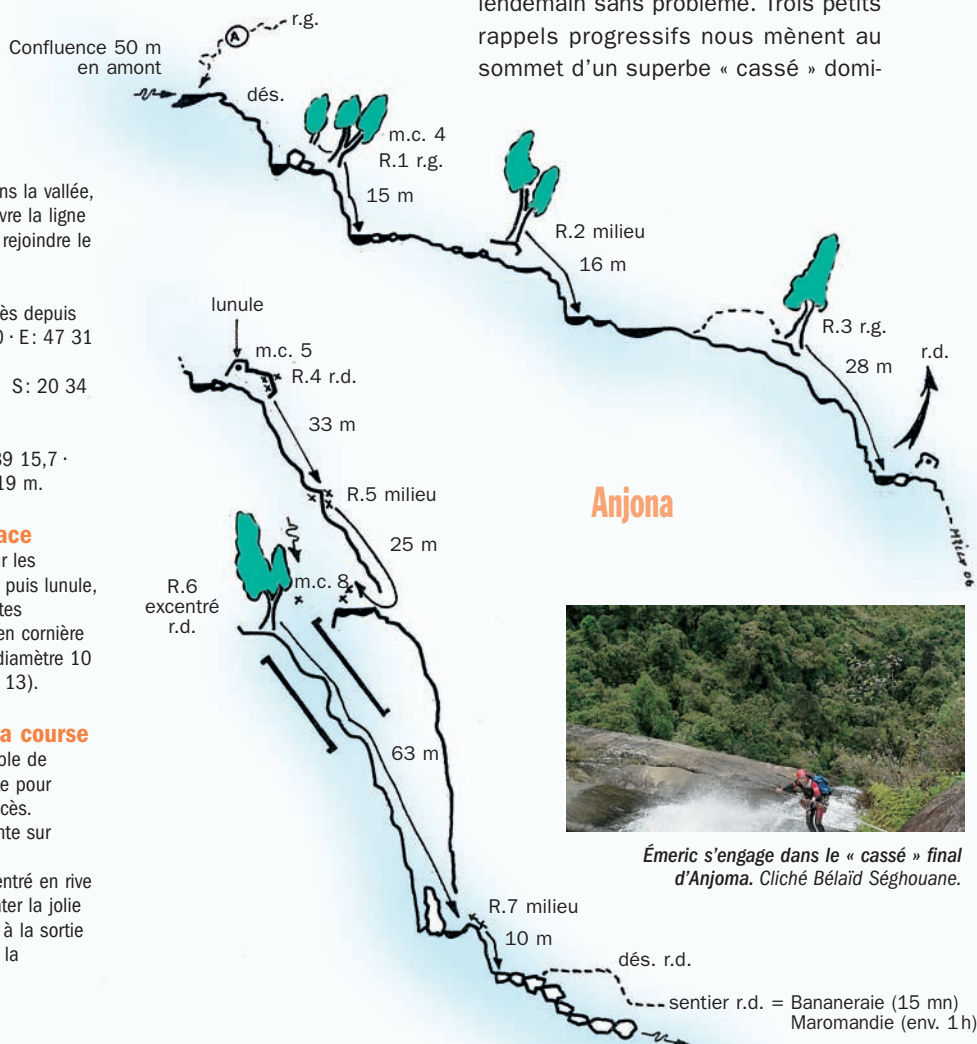 lendemain sans problème. Trois petits
rappels progressifs nous mènent au
sommet d'un superbe « cassé » domi-
r.g.
A
Confluence 50 m
en amont
dés.
m.c. 4
R.1 r.g.
15 m
R.2 milieu
16 m
R.3 r.g.
28 m
r.d.
ns la vallée,
vre la ligne
rejoindre le
ès depuis
0 · E: 47 31
S: 20 34
39 15,7 ·
19 m.
ace
r les
puis lunule,
tes
en cornière
diamètre 10
13).
a course
ble de
e pour
cès.
nte sur
entré en rive
nter la jolie
à la sortie
la
lunule
m.c. 5
R.4 r.d.
33 m
R.5 milieu
25 m
m.c. 8
R.6
excentré
r.d.
63 m
R.7 milieu
10 m
dés. r.d.
sentier r.d. = Bananeraie (15 mn)
Maromandie (env. 1h)
Anjona
Émeric s'engage dans le « cassé » final
d'Anjoma. Cliché Bélaïd Séghouane.